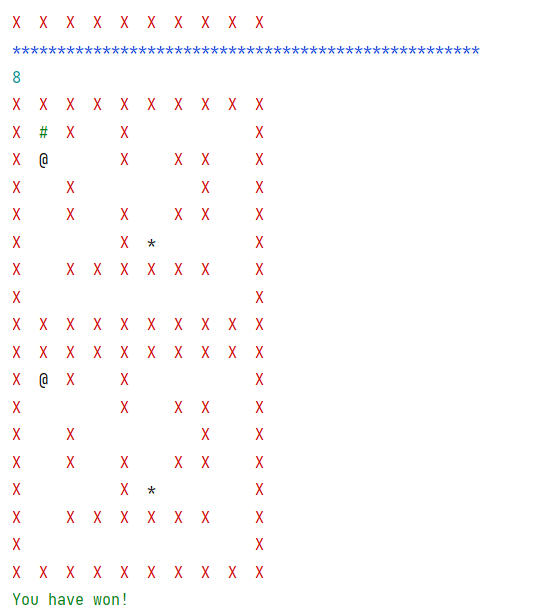 X  X  X  X  X  X  X  X  X  X
****************************************************
8
X  X  X  X  X  X  X  X  X  X
X  #  X     X              X
X  @        X     X  X     X
X     X              X     X
X     X     X     X  X     X
X           X  *           X
X     X  X  X  X  X  X     X
X                          X
X  X  X  X  X  X  X  X  X  X
X  X  X  X  X  X  X  X  X  X
X  @  X     X              X
X           X     X  X     X
X     X              X     X
X     X     X     X  X     X
X           X  *           X
X     X  X  X  X  X  X     X
X                          X
X  X  X  X  X  X  X  X  X  X
You have won!